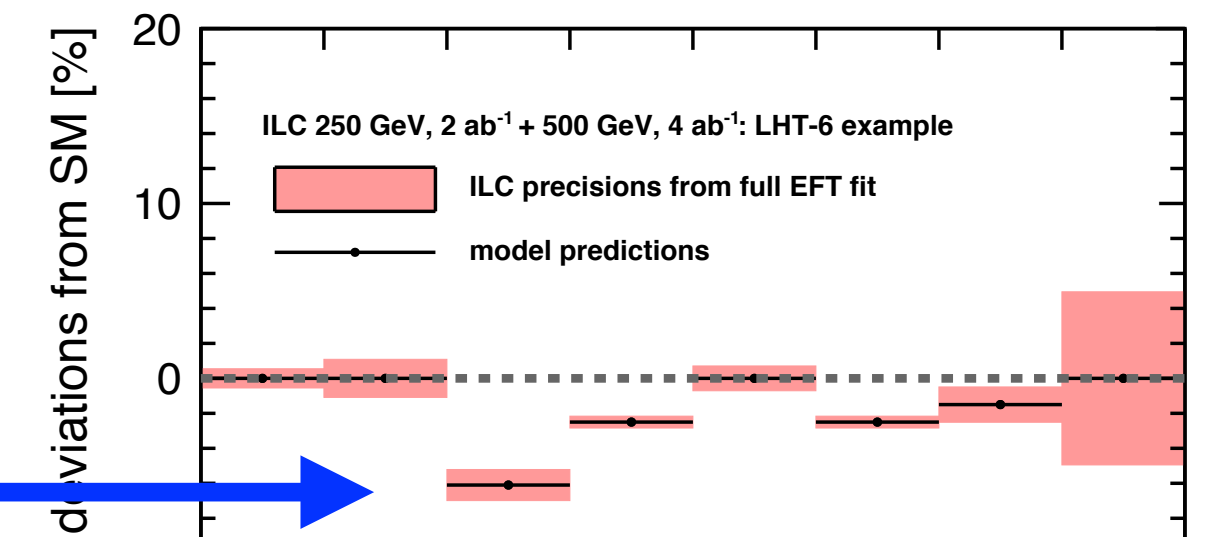 20
ILC 250 GeV, 2 ab-1 + 500 GeV, 4 ab-1: LHT-6 example
ILC precisions from full EFT fit
10
model predictions
0
deviations from SM [%]